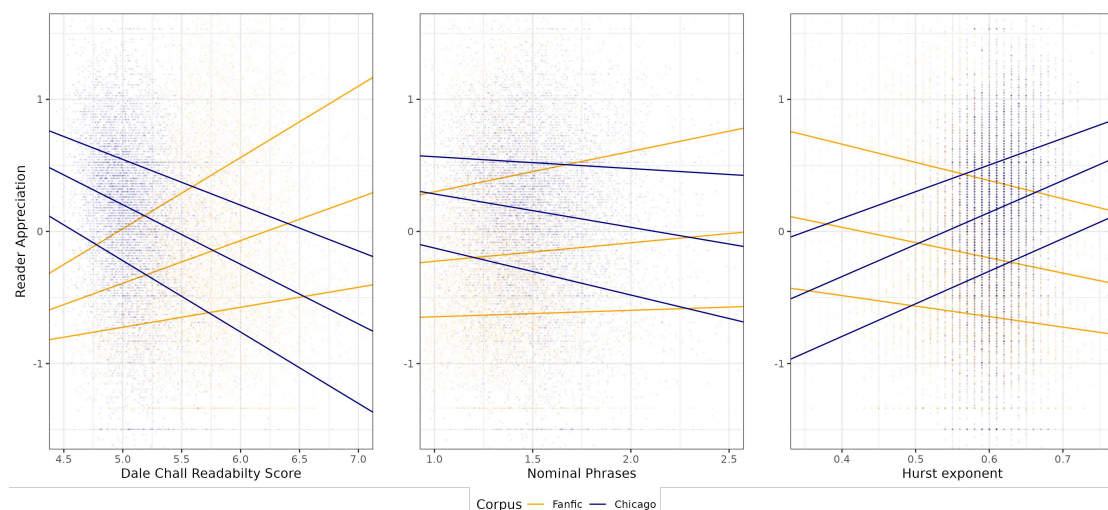 Reader Appreciation
1
0
-1
4.5 5.0 5.5 6.0 6.5 7.0
Dale Chall Readabilty Score
1
0
-1
1.0 1.5 2.0 2.5
Nominal Phrases
1
0
-1
0.4 0.5 0.6 0.7
Hurst exponent
Corpus Fanfic Chicago